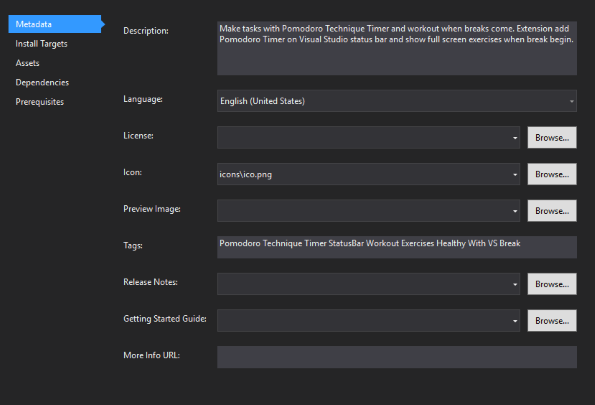 Metadata
Install Targets
Assets
Dependencies
Prerequisites
Description:
Make tasks with Pomodoro Technique Timer and workout when breaks come. Extension add
Pomodoro Timer on Visual Studio status bar and show full screen exercises when break begin.
Language:
English (United States)
License:
Browse...
Icon:
icons\ico.png
Browse...
Preview Image:
Browse...
Tags:
Pomodoro Technique Timer StatusBar Workout Exercises Healthy With VS Break
Release Notes:
Browse...
Getting Started Guide:
Browse...
More Info URL: